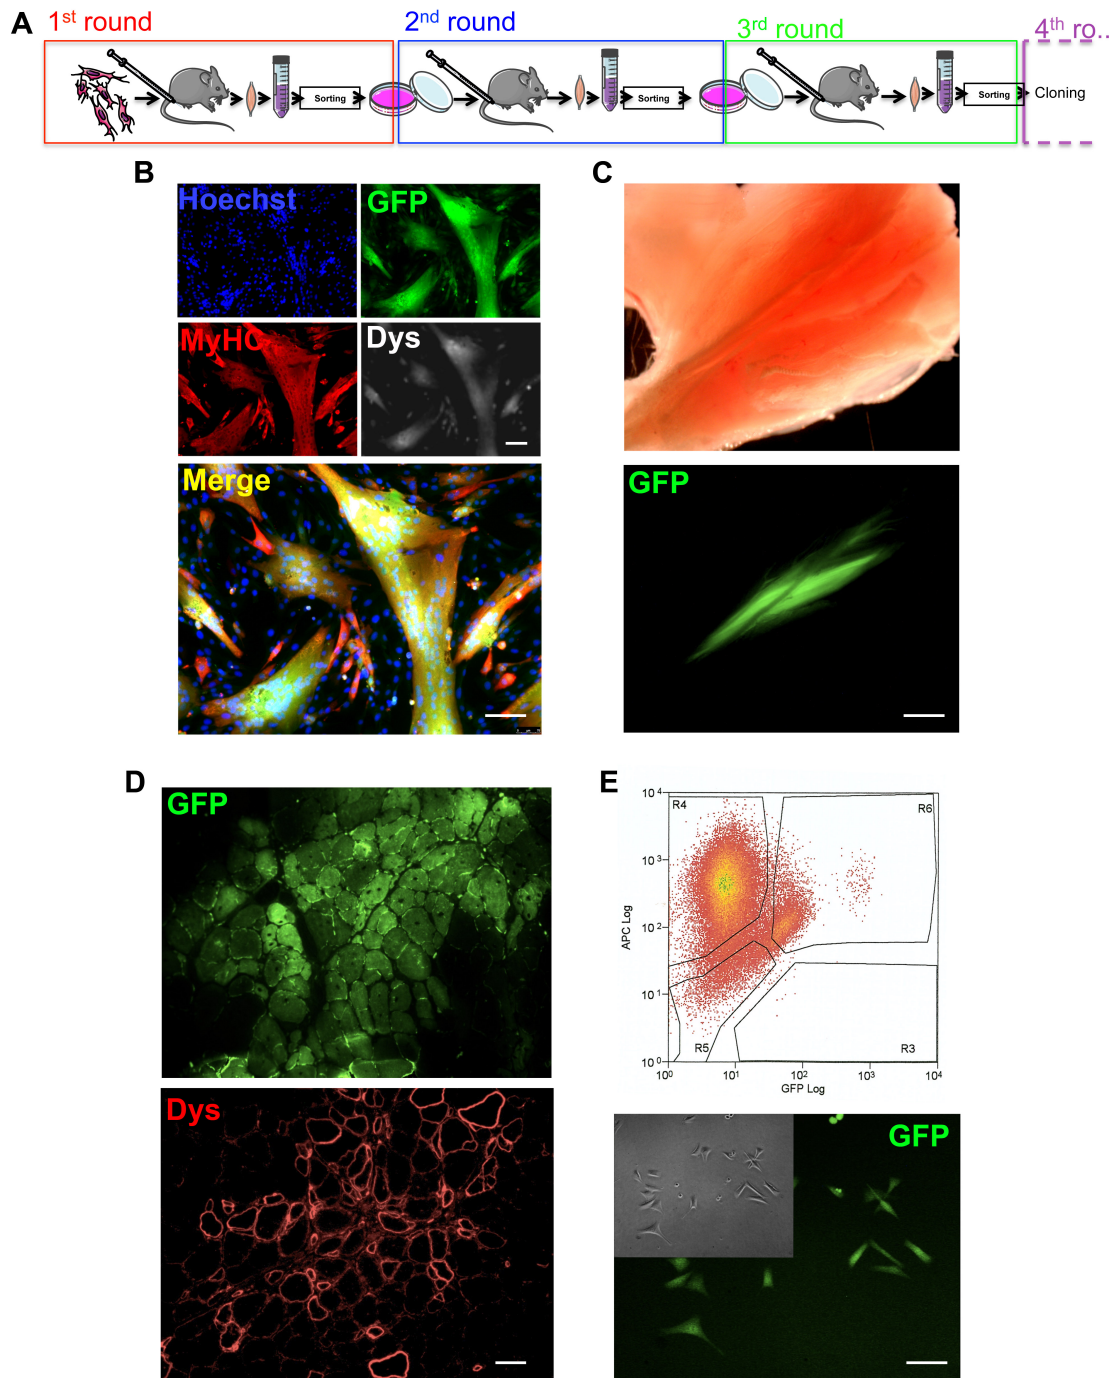 A
1st round
2nd round
3rd round
4th ro..
Sorting
Sorting
Sorting
Cloning
B
Hoechst
GFP
MyHC
Dys
Merge
C
GFP
D
GFP
Dys
E
10⁴
R4
R6
10³
APC Log
10²
10¹
R5
R3
10⁰
10⁰ 10¹ 10² 10³ 10⁴
GFP Log
GFP